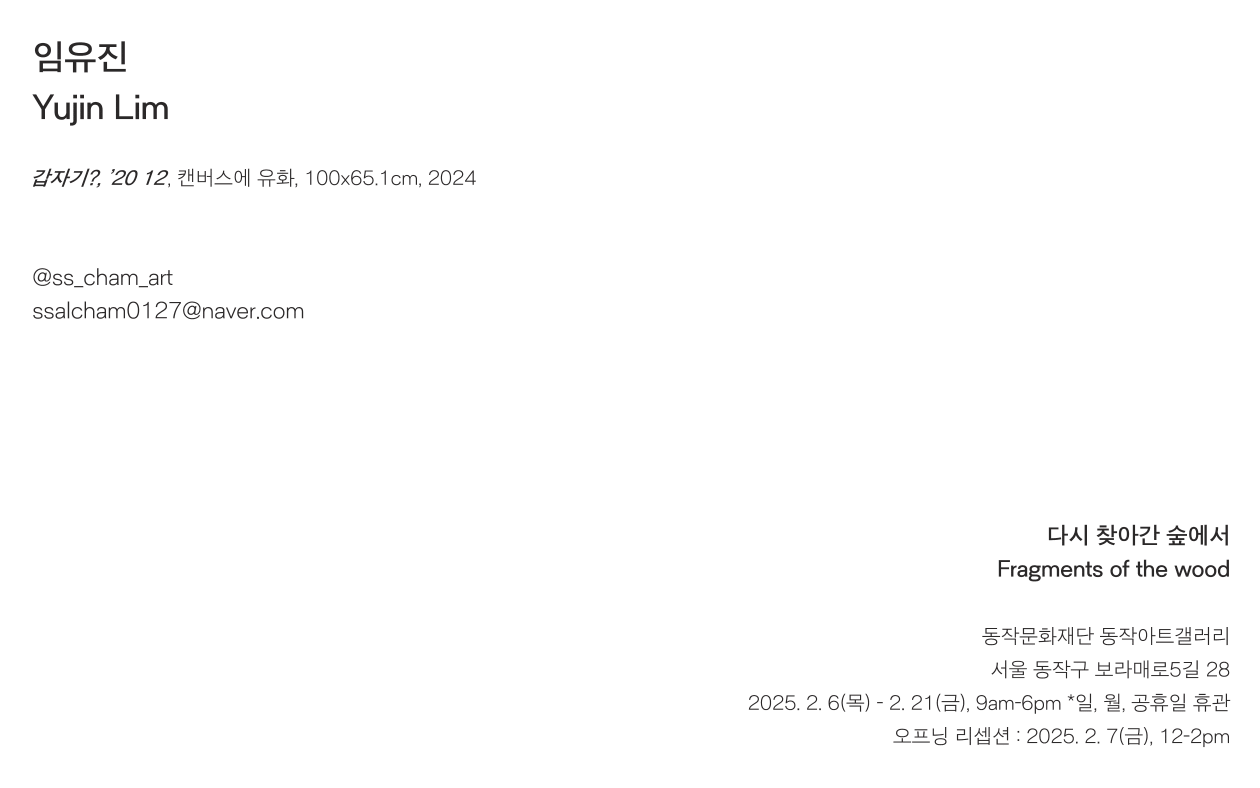 임유진
Yujin Lim
갑자기?, ’20 12, 캔버스에 유화, 100x65.1cm, 2024
@ss_cham_art
ssalcham0127@naver.com
다시 찾아간 숲에서
Fragments of the wood
동작문화재단 동작아트갤러리
서울 동작구 보라매로5길 28
2025. 2. 6(목) - 2. 21(금), 9am-6pm *일, 월, 공휴일 휴관
오프닝 리셉션 : 2025. 2. 7(금), 12-2pm